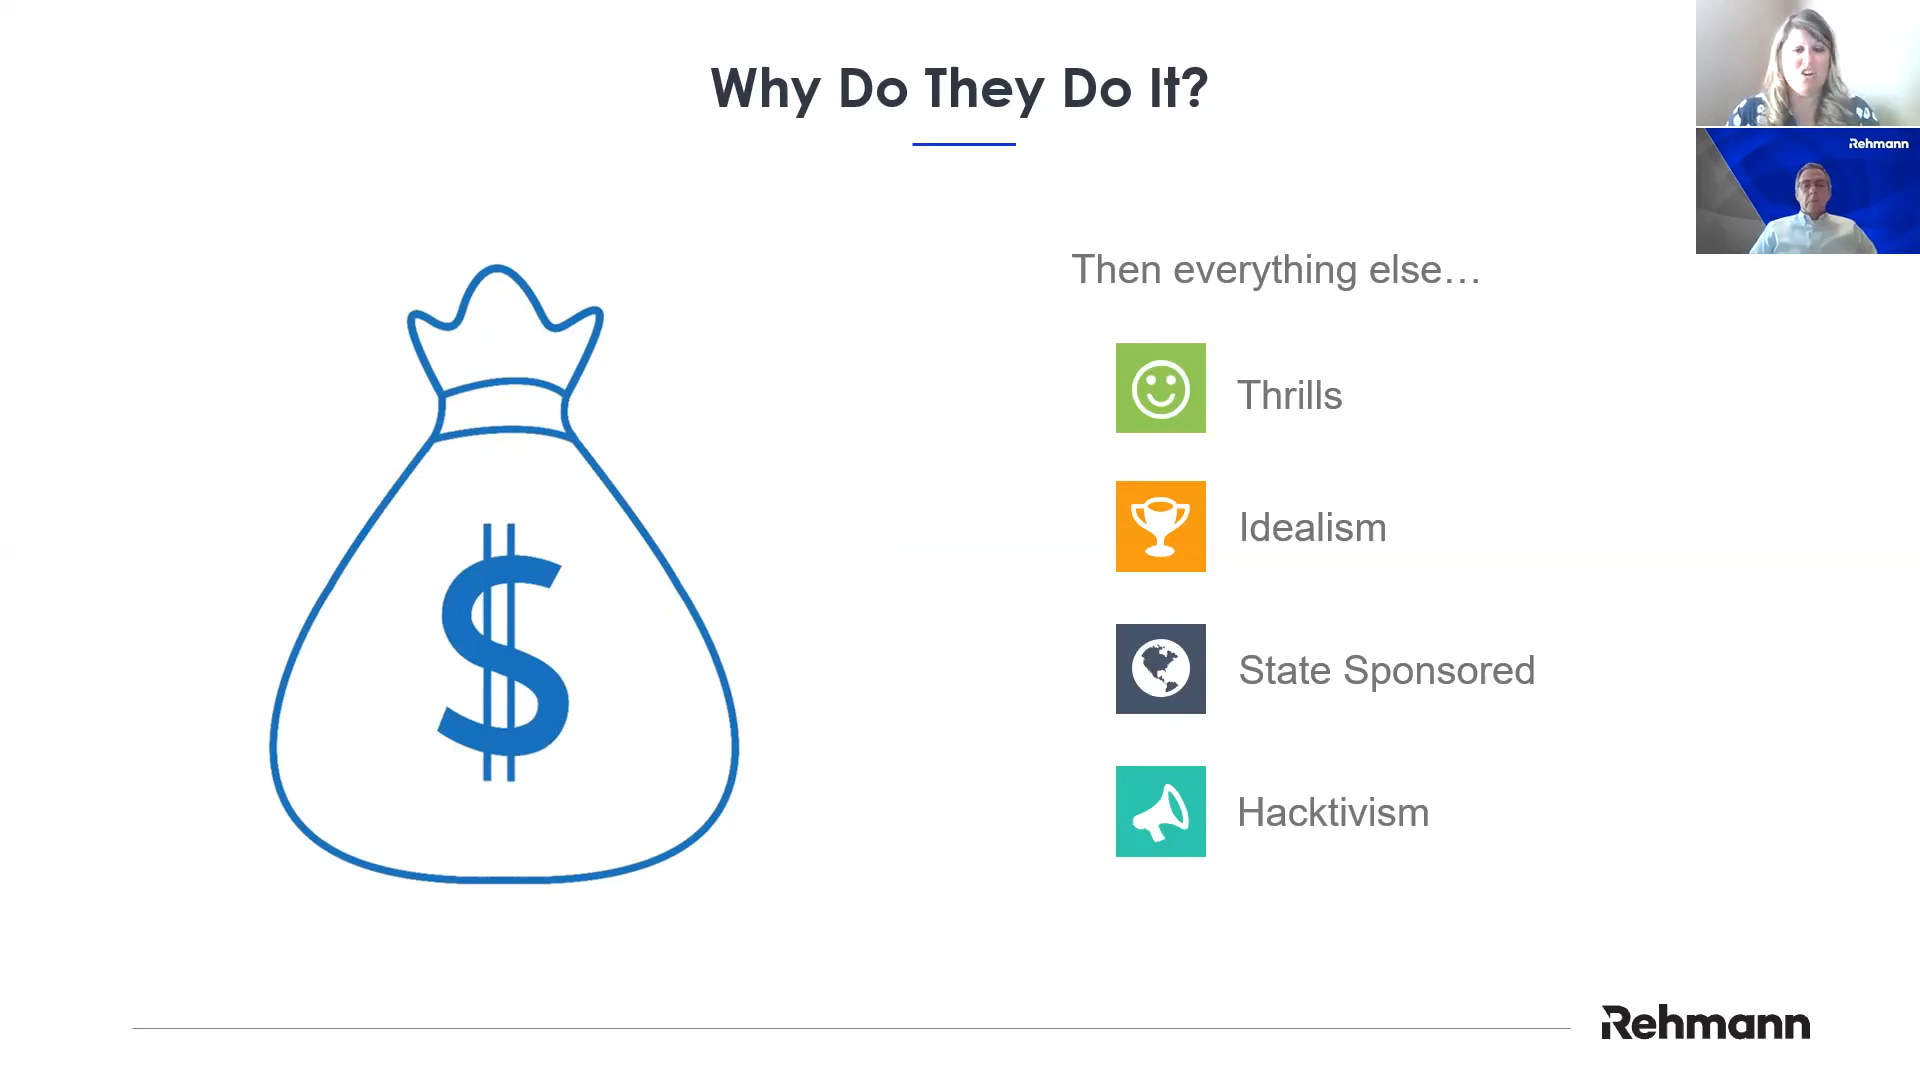 Why Do They Do It?
Rehmann
Then everything else...
$
Thrills
Idealism
State Sponsored
Hacktivism
Rehmann